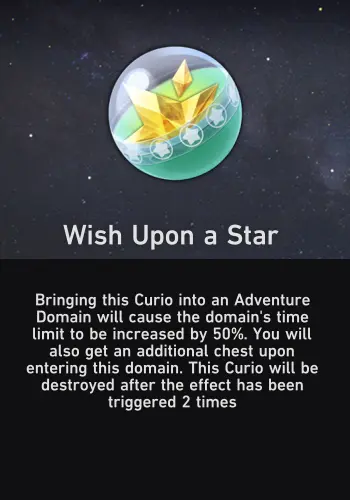 Wish Upon a Star
Bringing this Curio into an Adventure
Domain will cause the domain's time
limit to be increased by 50%. You will
also get an additional chest upon
entering this domain. This Curio will be
destroyed after the effect has been
triggered 2 times